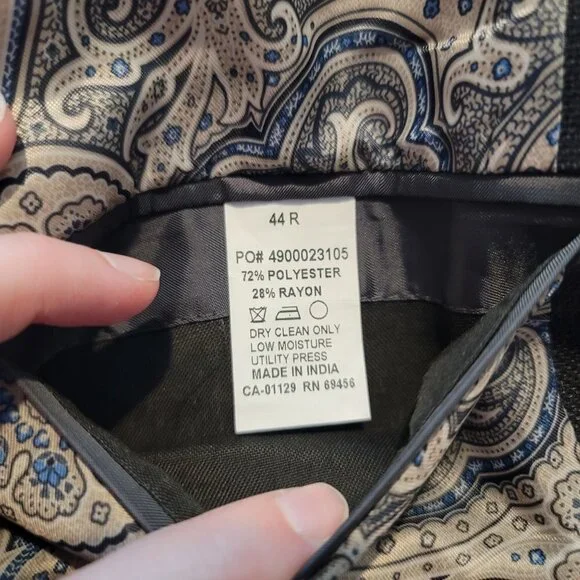 44 R
PO# 4900023105
72% POLYESTER
28% RAYON
DRY CLEAN ONLY
LOW MOISTURE
UTILITY PRESS
MADE IN INDIA
CA-01129 RN 69456